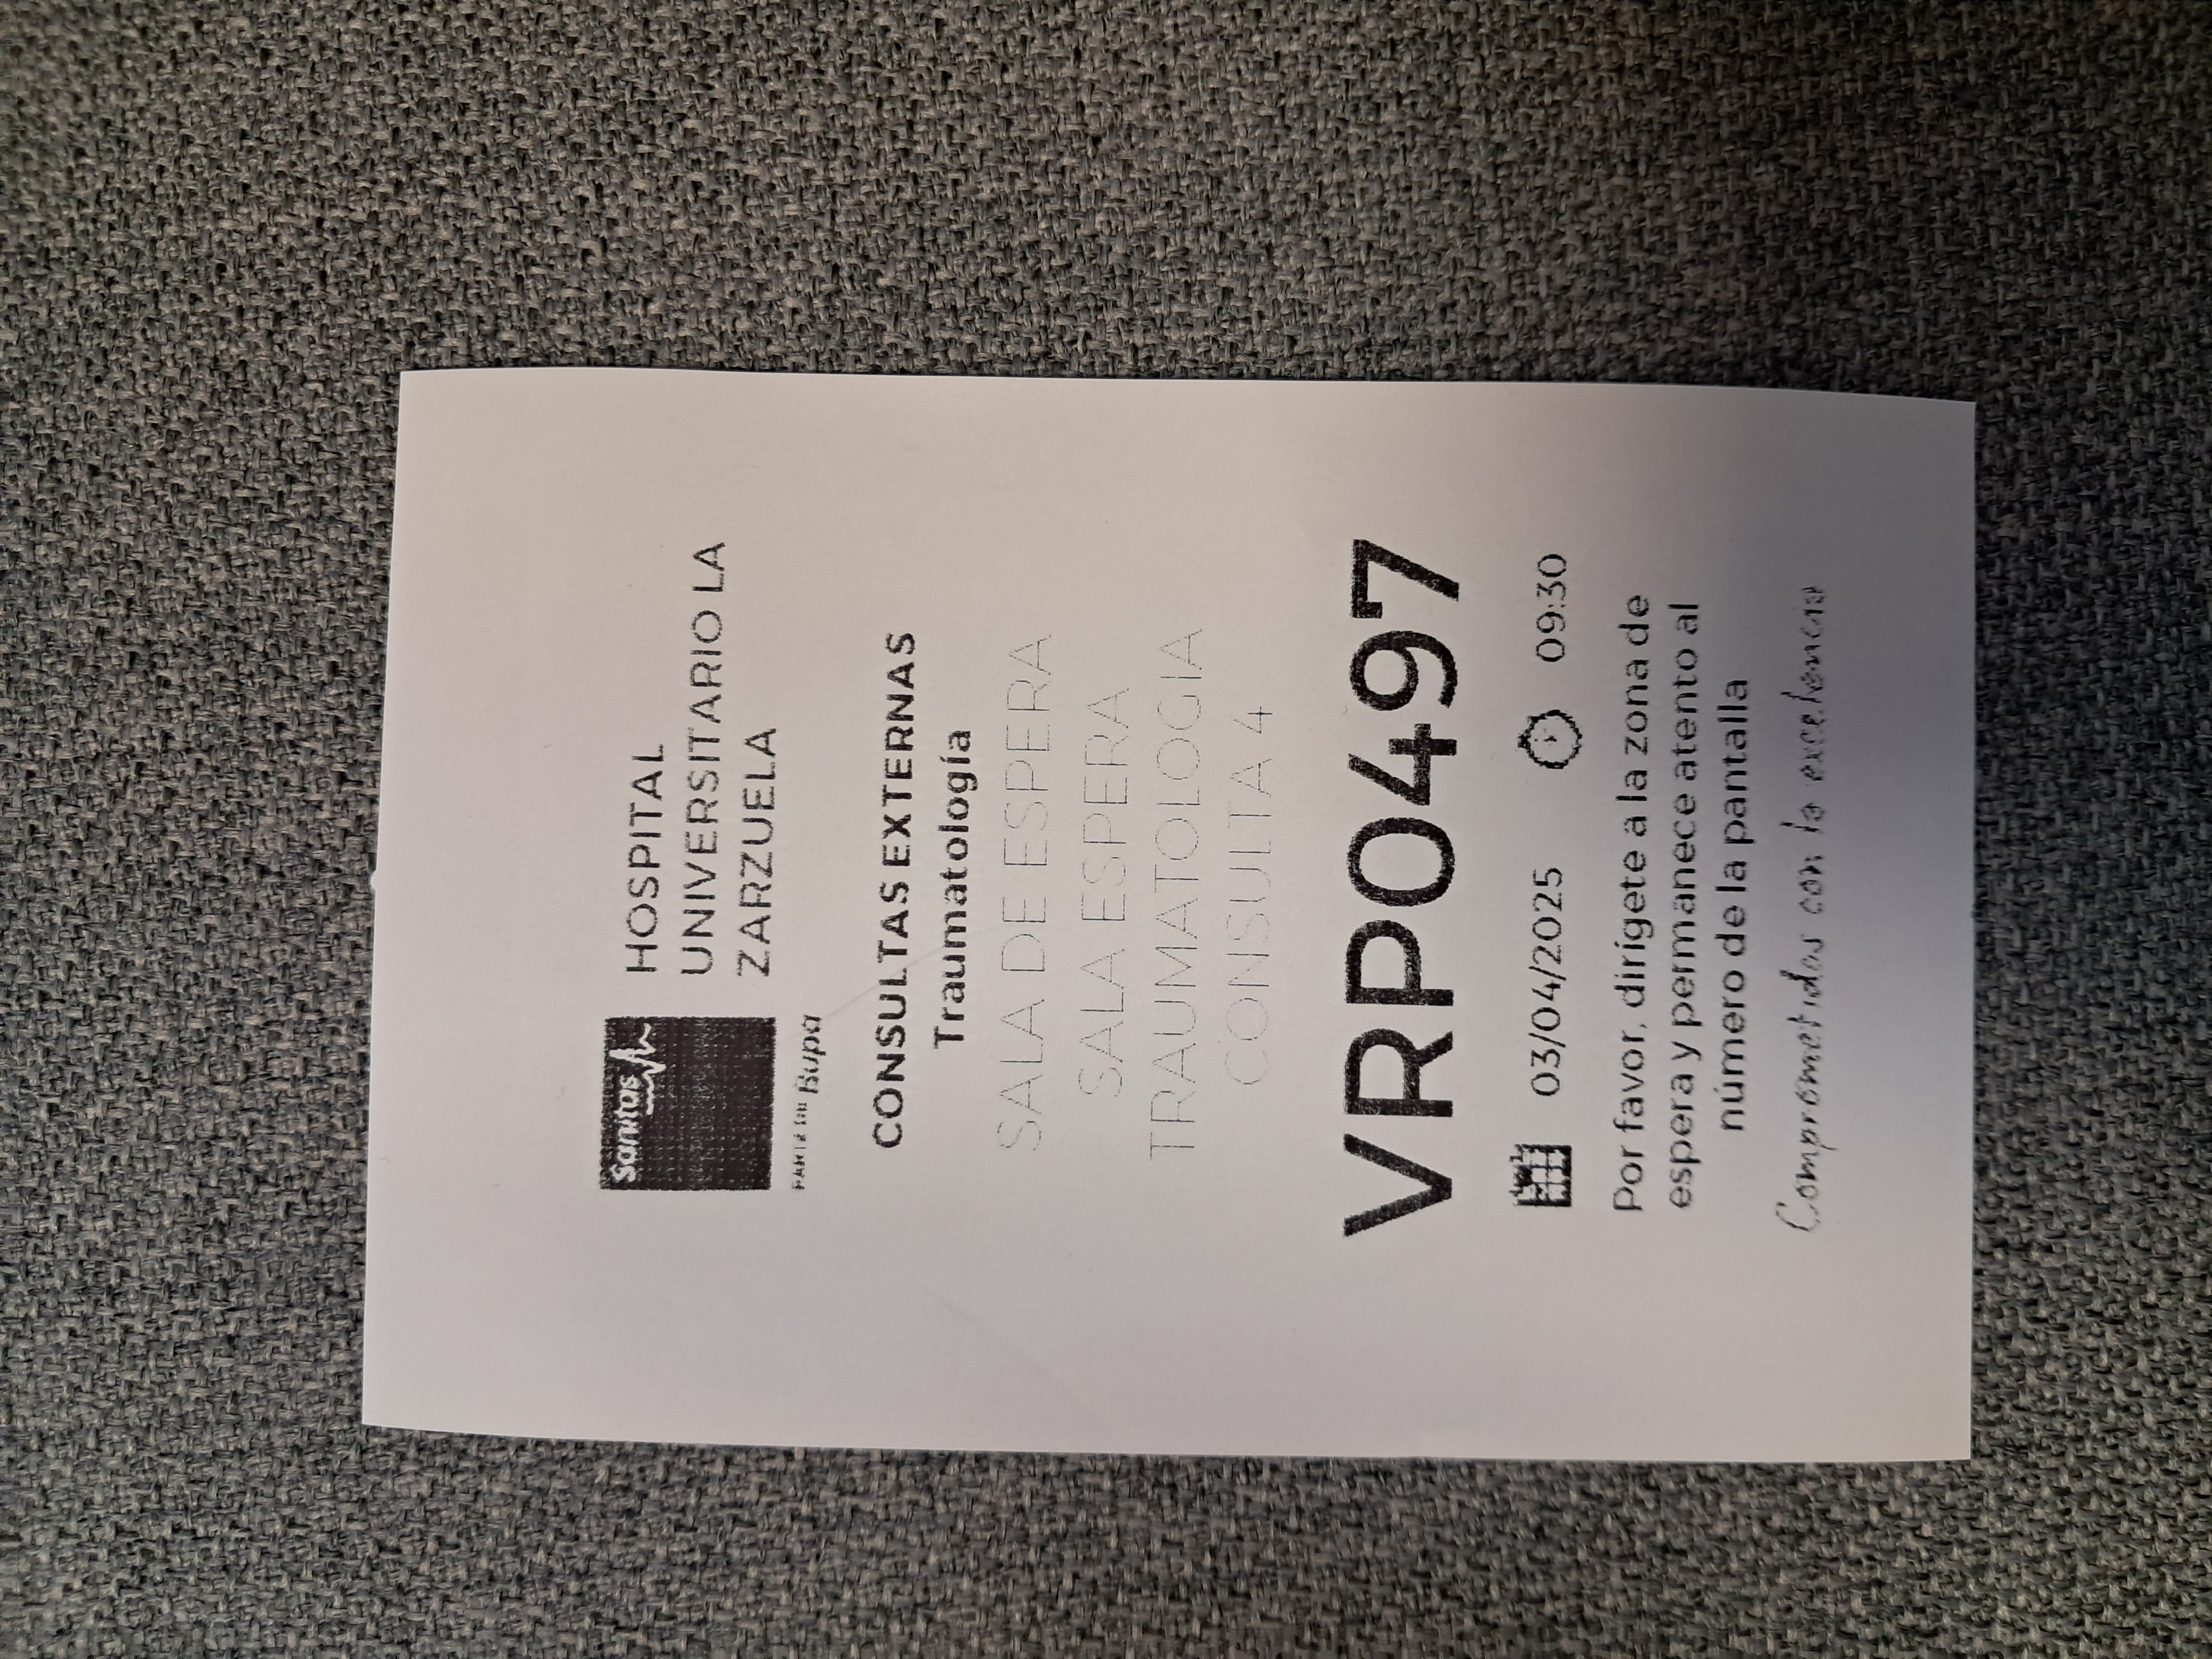 Sanitas
PARTE DE Bupa
HOSPITAL
UNIVERSITARIO LA
ZARZUELA
CONSULTAS EXTERNAS
Traumatología
SALA DE ESPERA
SALA ESPERA
TRAUMATOLOGIA
CONSULTA 4
VRP0497
03/04/2025 09:30
Por favor, dirígete a la zona de
espera y permanece atento al
número de la pantalla
Comprometidos con la excelencia